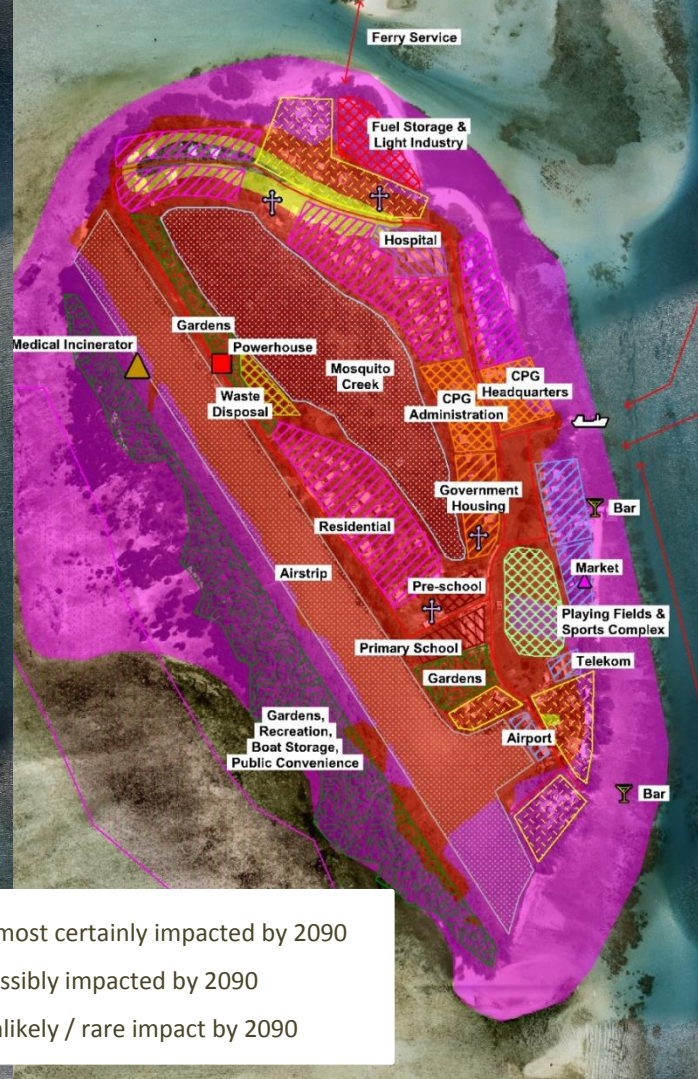 Ferry Service
Fuel Storage &
Light Industry
Hospital
Gardens
Medical Incinerator
Powerhouse
Mosquito
Creek
Waste
Disposal
CPG
Headquarters
CPG
Administration
Government
Housing
Bar
Residential
Airstrip
Market
Pre-school
Playing Fields &
Sports Complex
Primary School
Telekom
Gardens
Gardens,
Recreation,
Boat Storage,
Public Convenience
Airport
Bar
most certainly impacted by 2090
ssibly impacted by 2090
nlikely / rare impact by 2090